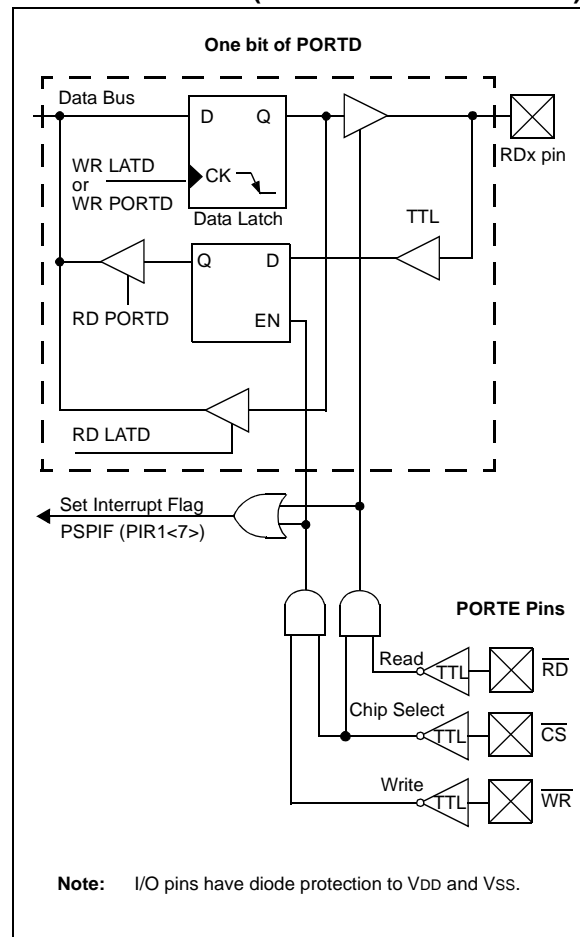 One bit of PORTD
Data Bus
D Q
RDx pin
WR LATD
or
WR PORTD
CK
Data Latch
TTL
Q D
RD PORTD
EN
RD LATD
Set Interrupt Flag
PSPIF (PIR1<7>)
PORTE Pins
Read
TTL
RD
Chip Select
TTL
CS
Write
TTL
WR
Note: I/O pins have diode protection to VDD and VSS.